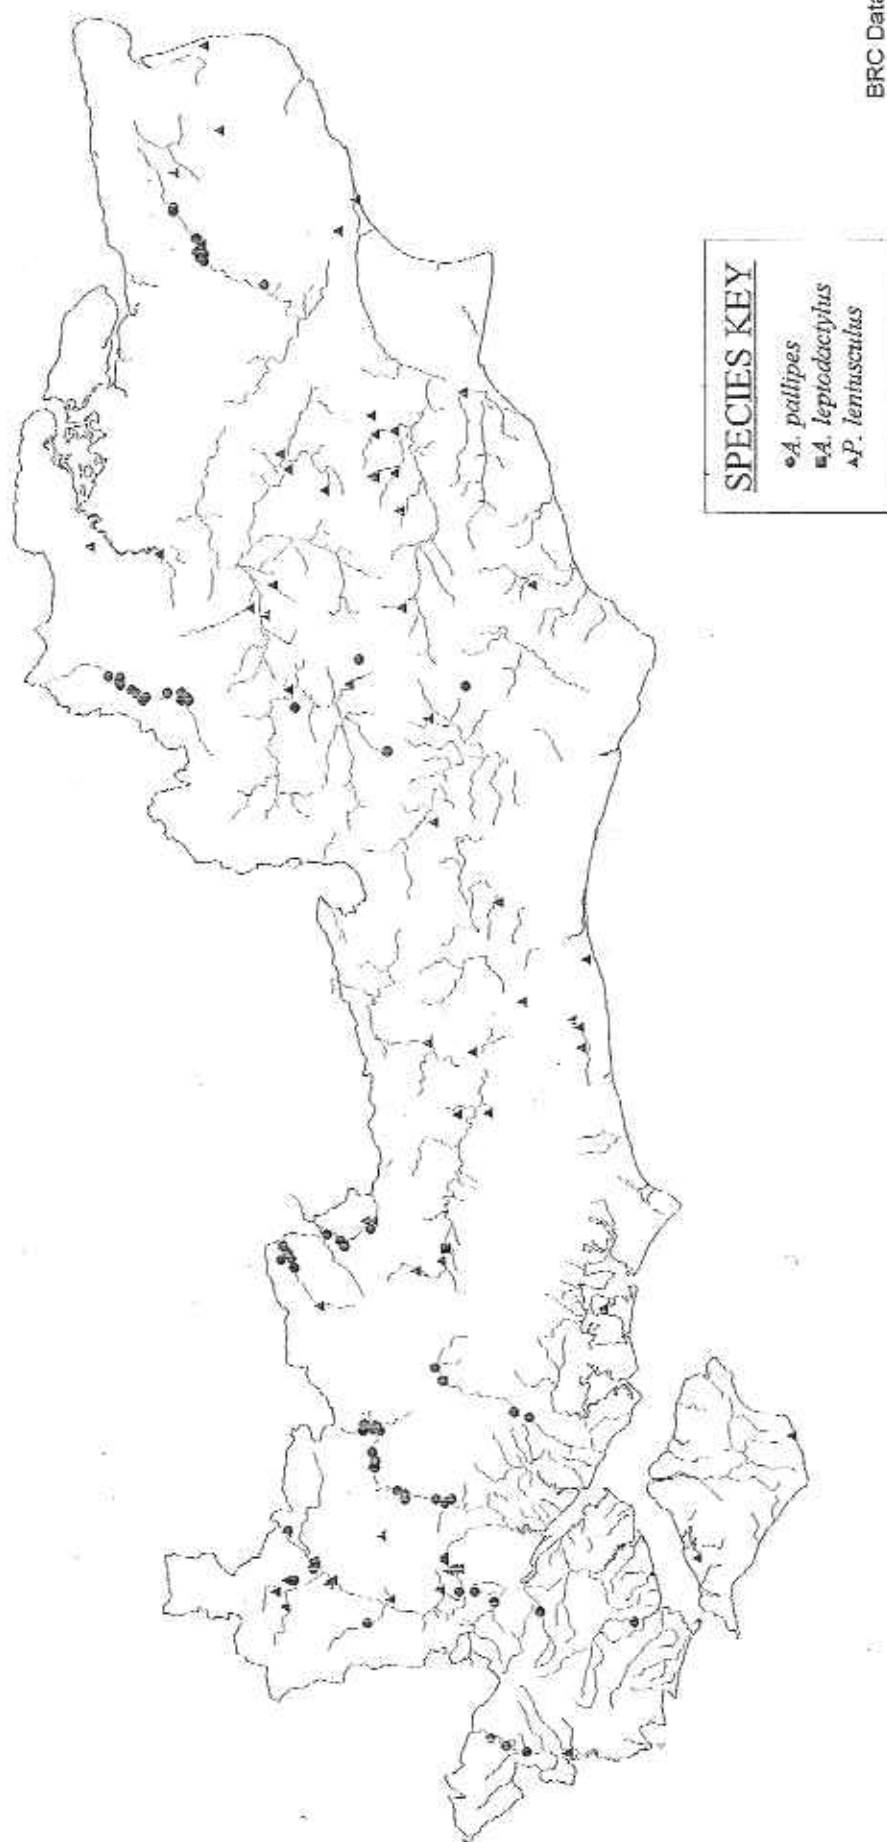 SPECIES KEY
●A. pallipes
■A. leptodactylus
▲P. leniusculus
BRC Data